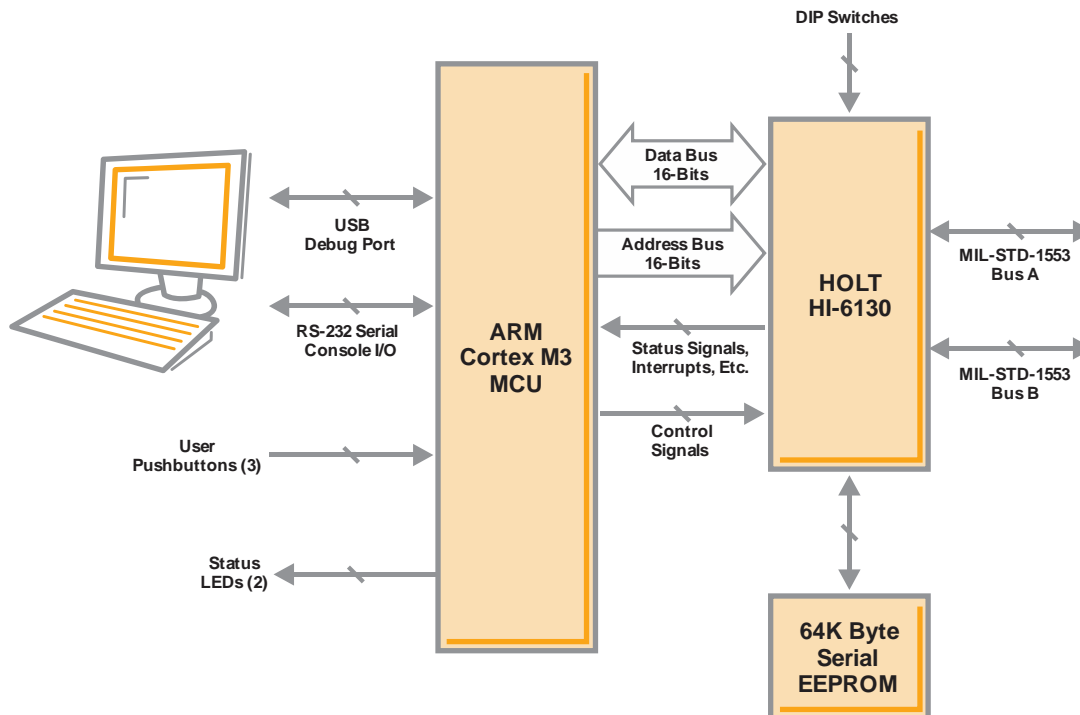 DIP Switches
Data Bus
16-Bits
USB
Debug Port
Address Bus
16-Bits
MIL-STD-1553
Bus A
HOLT
HI-6130
RS-232 Serial
Console I/O
ARM
Cortex M3
MCU
Status Signals,
Interrupts, Etc.
MIL-STD-1553
Bus B
User
Pushbuttons (3)
Control
Signals
Status
LEDs (2)
64K Byte
Serial
EEPROM